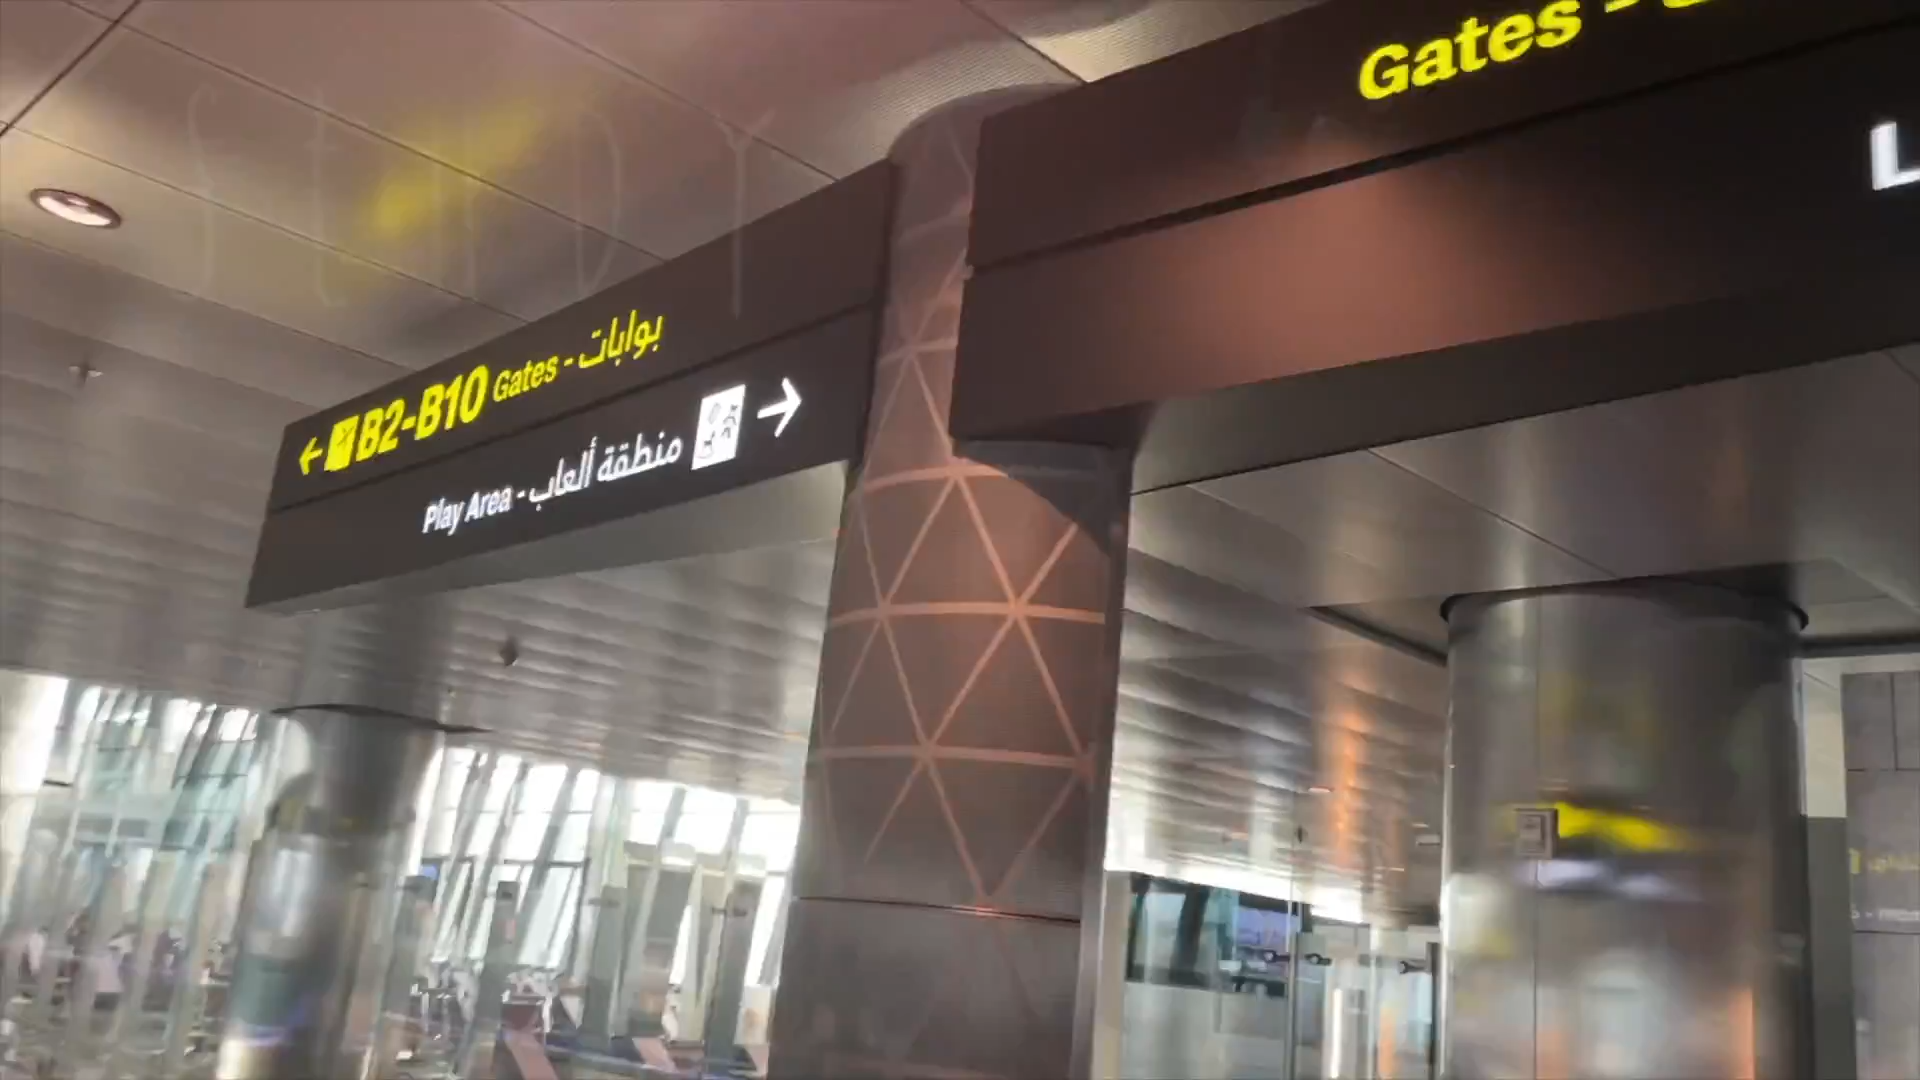 B2-B10 Gates - بوابات
Play Area - منطقة ألعاب
Gates -